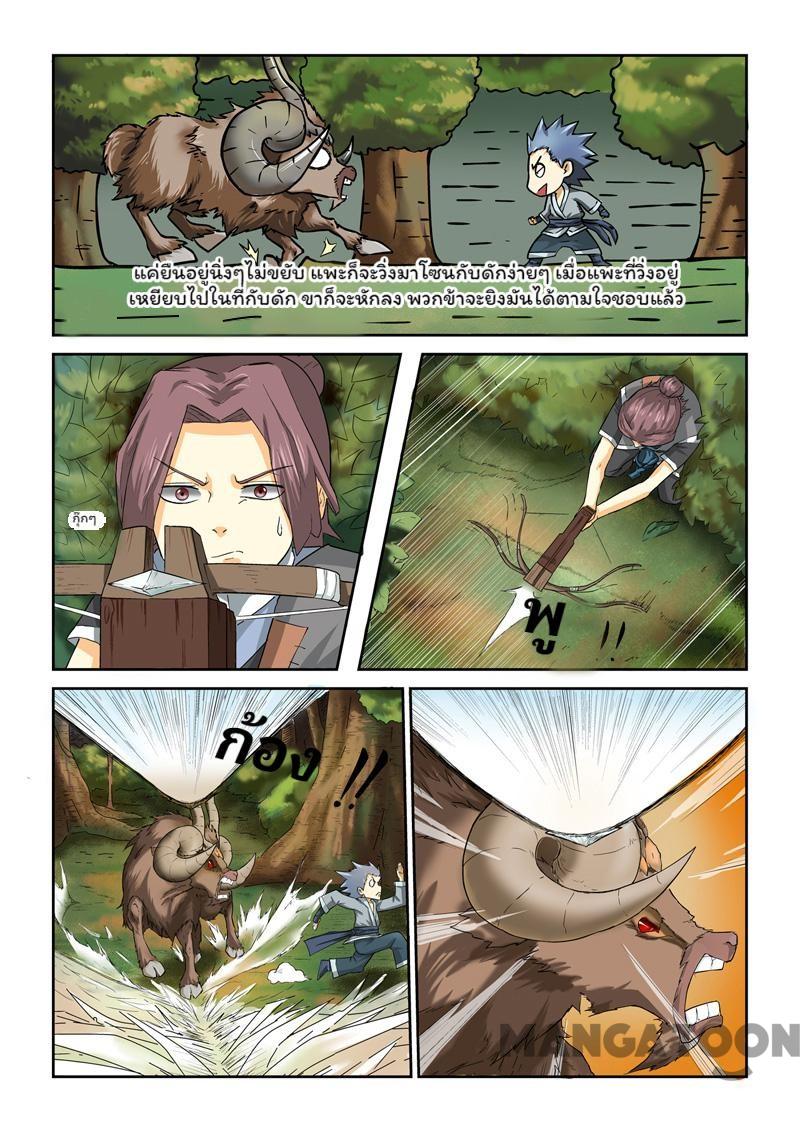 แค่ยืนอยู่นิ่งๆไม่ขยับ แพะก็จะวิ่งมาโซนกับดักง่ายๆ เมื่อแพะที่วิ่งอยู่
เหยียบไปในที่กับดัก ขาก็จะหักลง พวกข้าจะยิงมันได้ตามใจชอบแล้ว
กุ๊กๆ
พู !!
ก้อง !!
MANGATOON